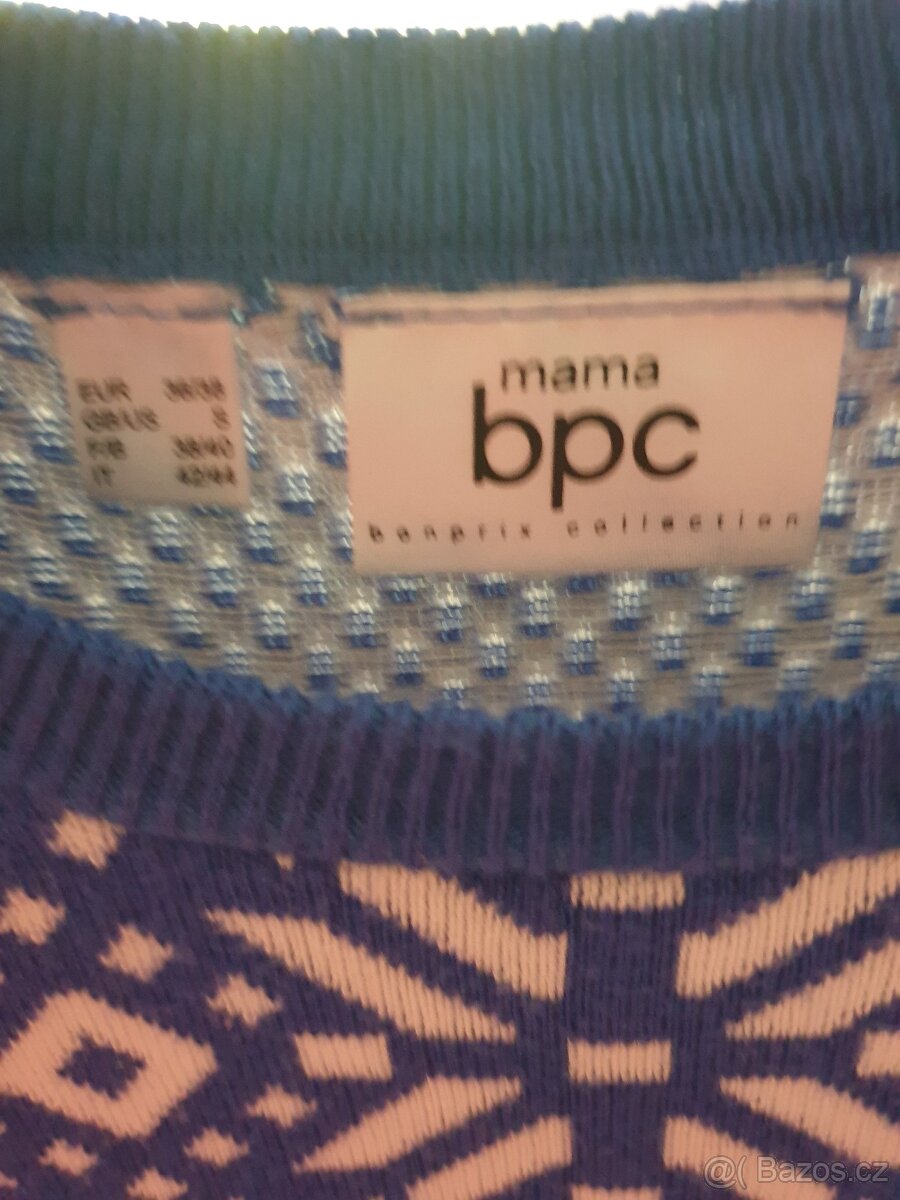 EUR 36/38
GB/US S
F/B 38/40
IT 42/44
mama
bpc
bonprix collection
@( Bazos.cz